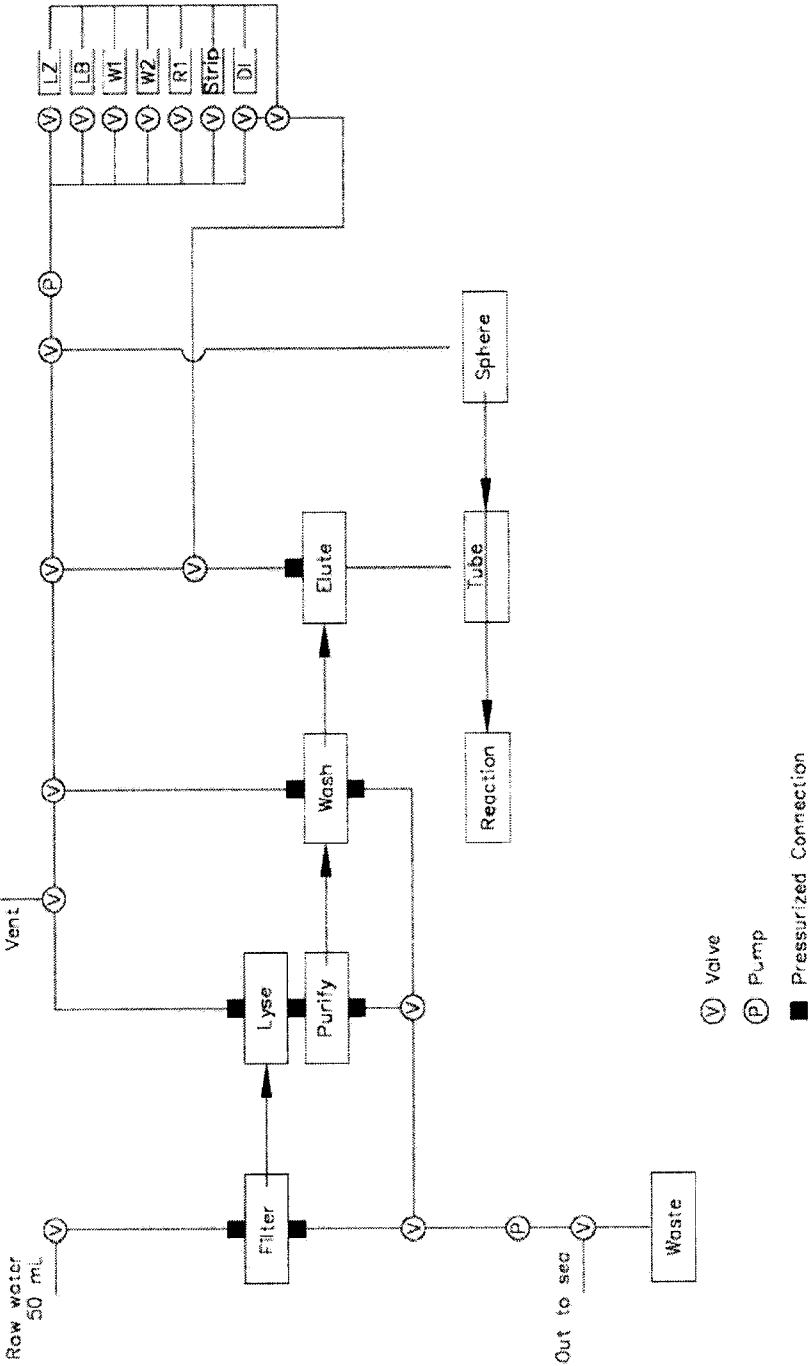 Raw water
50 mL
Vent
LZ
LB
W1
W2
R1
Strip
DI
V
V
V
V
V
V
V
V
P
V
V
V
V
V
V
Filter
Lyse
Purify
Wash
Elute
V
V
P
V
Out to sea
Waste
Reaction
Tube
Sphere
V Valve
P Pump
Pressurized Connection